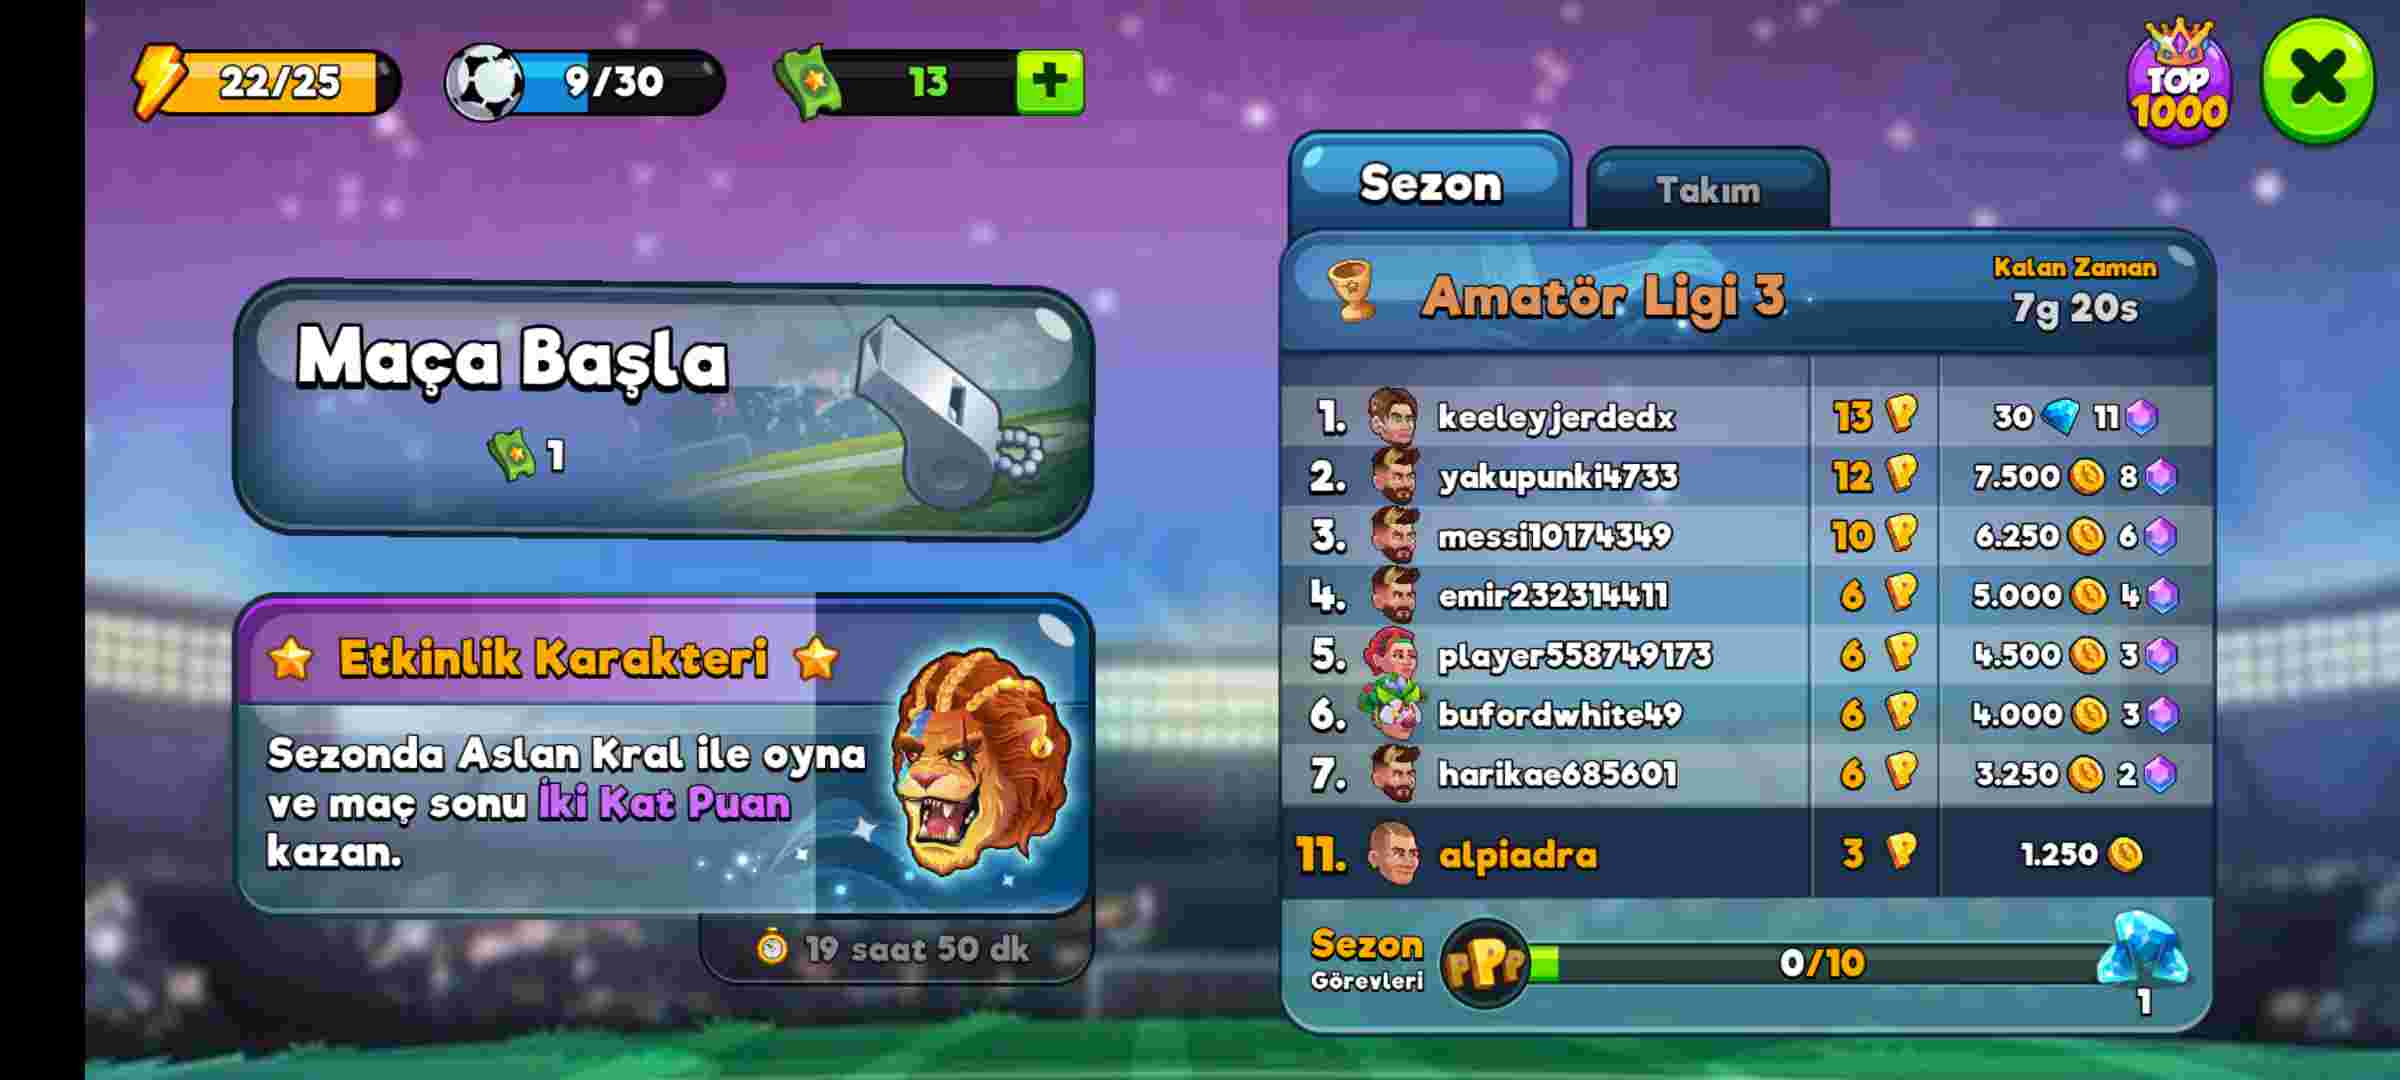 22/25
9/30
13
TOP
1000
Sezon
Takım
Maça Başla
1
Amatör Ligi 3
Kalan Zaman
7g 20s
1. keeleyjerdedx 13 30 11
2. yakupunki4733 12 7.500 8
3. messi10174349 10 6.250 6
4. emir232314411 6 5.000 4
5. player558749173 6 4.500 3
6. bufordwhite49 6 4.000 3
7. harikae685601 6 3.250 2
11. alpiadra 3 1.250
Etkinlik Karakteri
Sezonda Aslan Kral ile oyna
ve maç sonu İki Kat Puan
kazan.
19 saat 50 dk
Sezon
Görevleri
PPP
0/10
1